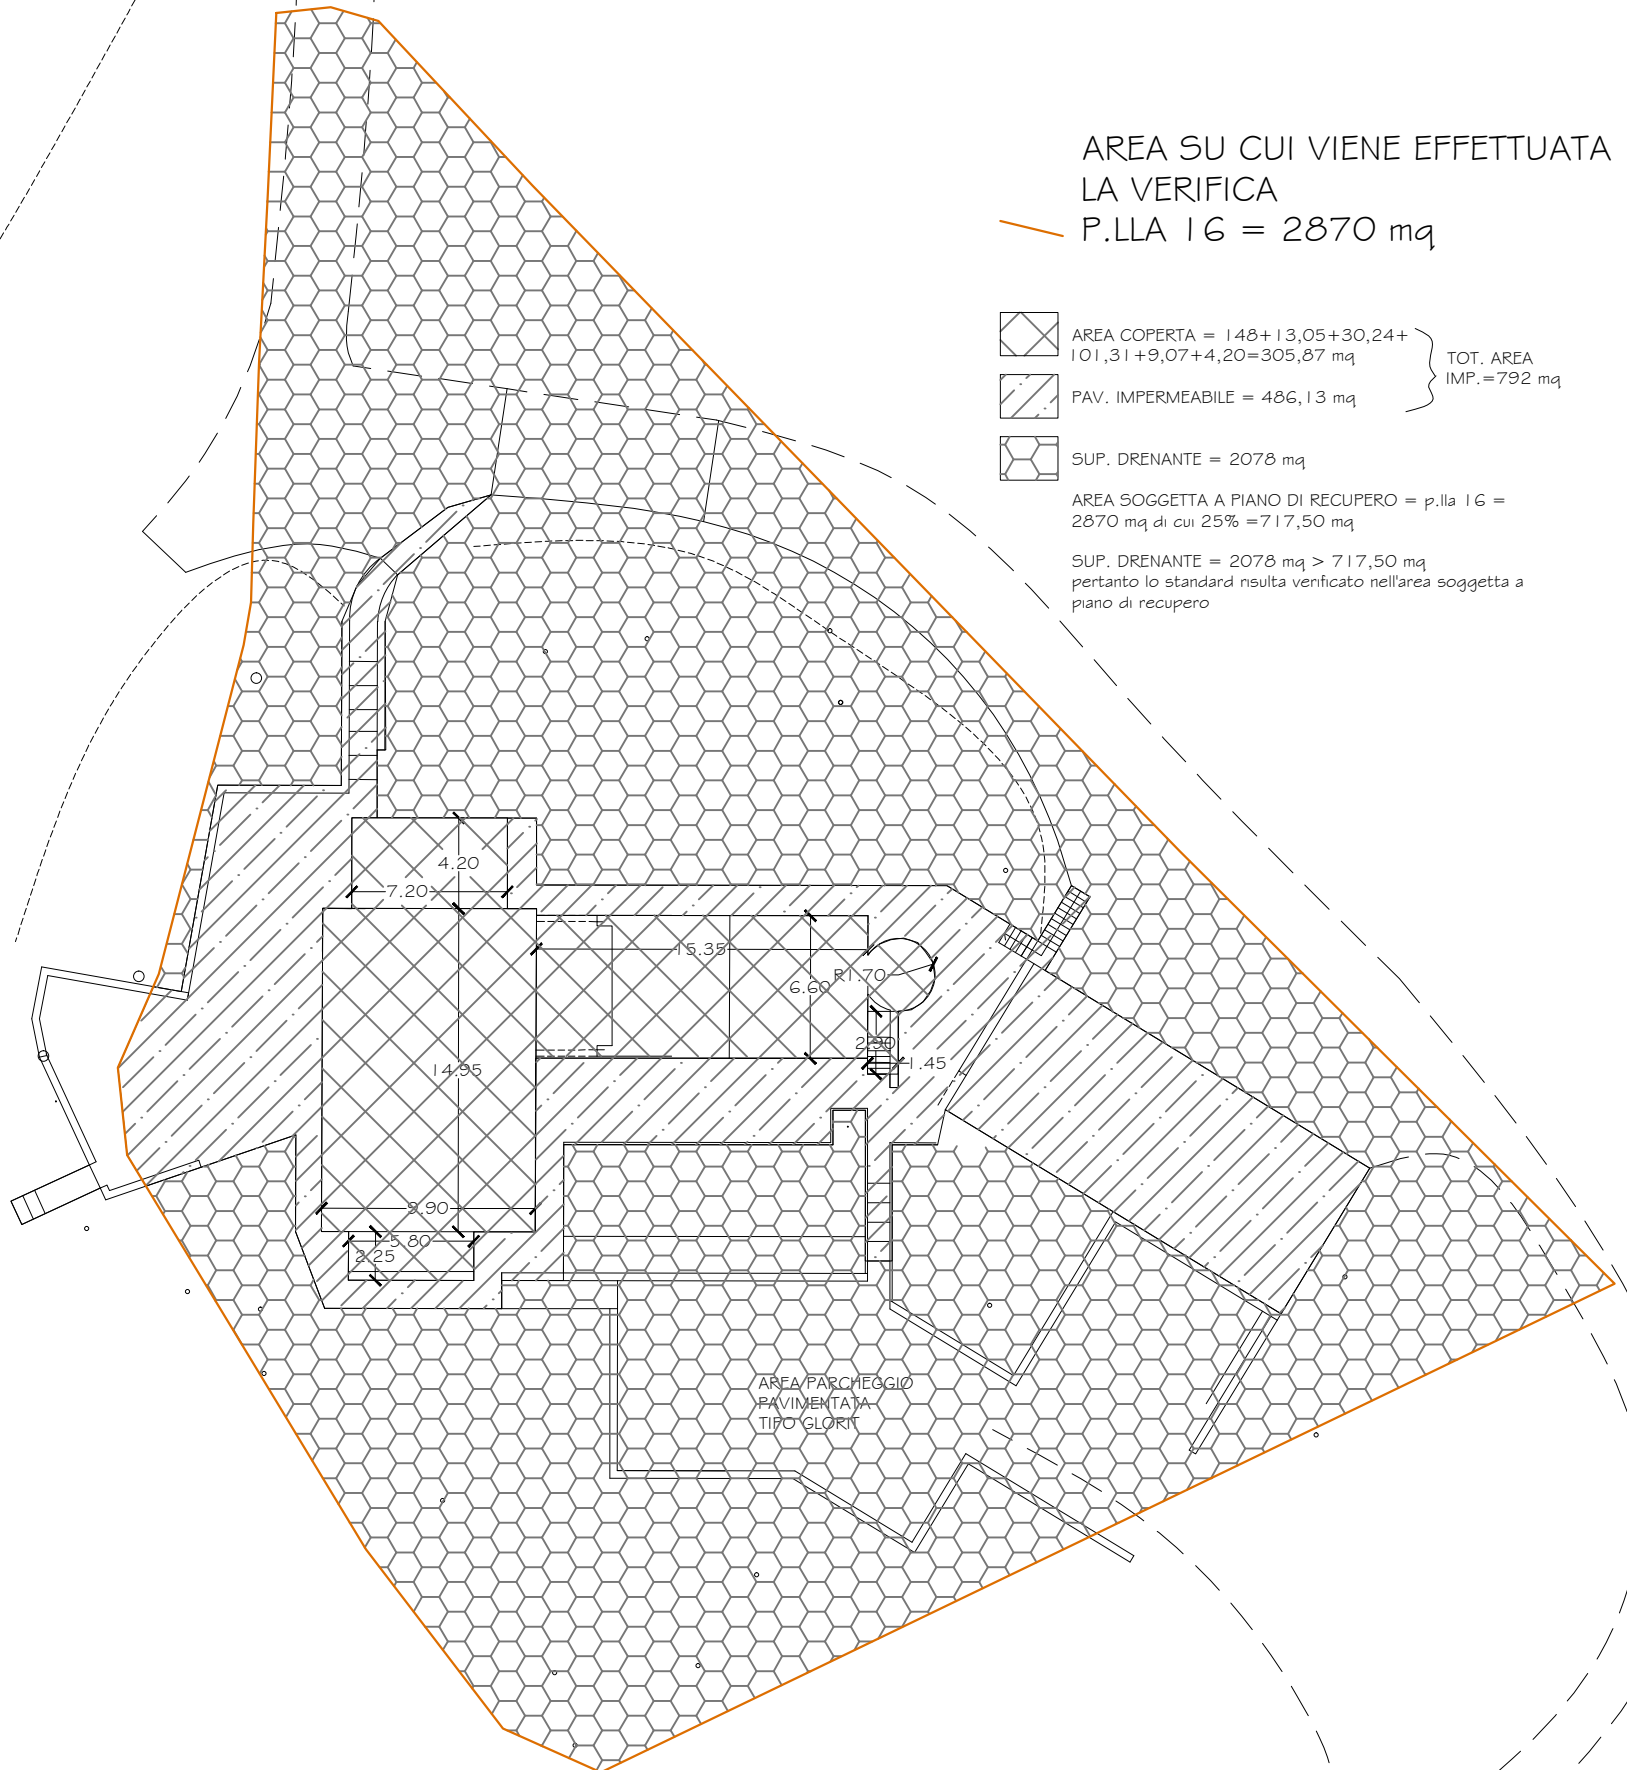 AREA SU CUI VIENE EFFETTUATA
LA VERIFICA
P.LLA 16 = 2870 mq
AREA COPERTA = 148+13,05+30,24+
101,31+9,07+4,20=305,87 mq
TOT. AREA
IMP.=792 mq
PAV. IMPERMEABILE = 486,13 mq
SUP. DRENANTE = 2078 mq
AREA SOGGETTA A PIANO DI RECUPERO = p.lla 16 =
2870 mq di cui 25% =717,50 mq
SUP. DRENANTE = 2078 mq > 717,50 mq
pertanto lo standard risulta verificato nell'area soggetta a
piano di recupero
4.20
7.20
15.35
R1.70
6.60
2.90
1.45
14.95
9.90
5.80
2.25
AREA PARCHEGGIO
PAVIMENTATA
TIFO GLORIT